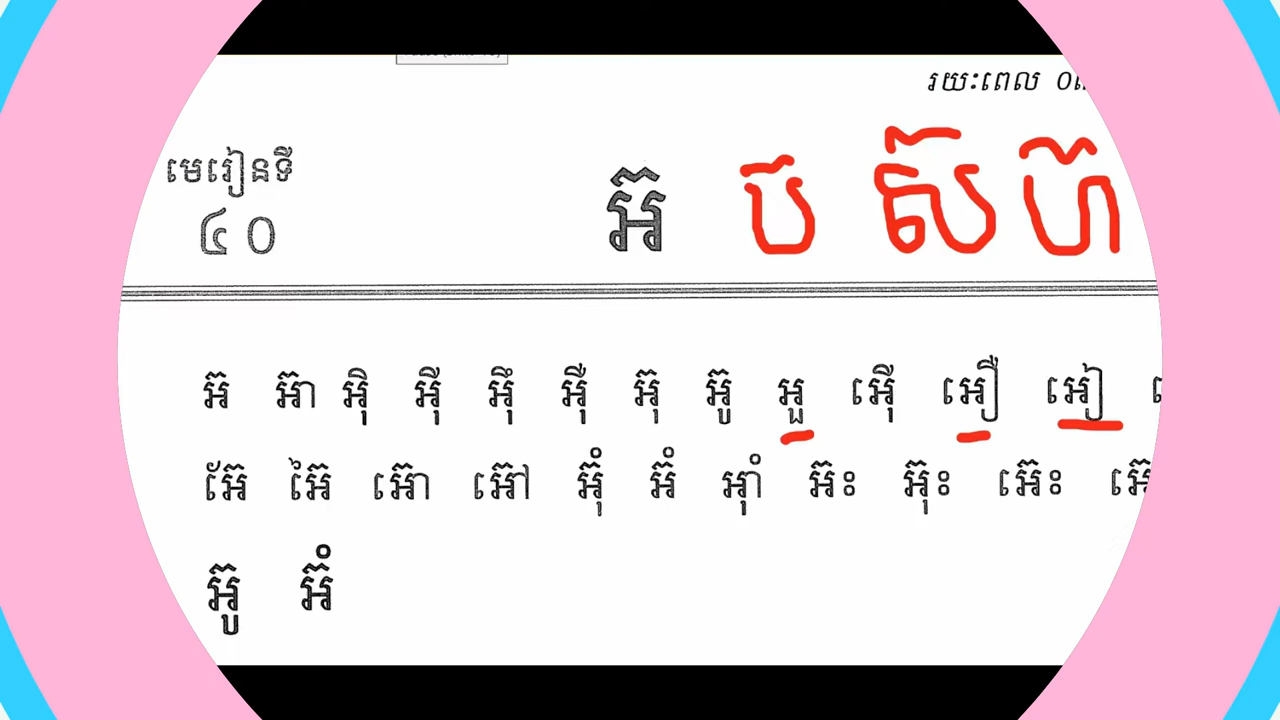 រយៈពេល
មេរៀនទី
៤០
អ៊ ប៊ ស៊ ហ៊
អ៊ អ៊ា អ៊ិ អ៊ី អ៊ឹ អ៊ឺ អ៊ុ អ៊ូ អួ អើ៊ អឿ អៀ
អ៊ែ អ៊ៃ អ៊ោ អ៊ៅ អ៊ុំ អ៊ំ អ៊ាំ អ៊ះ អ៊ុះ អ៊េះ
អ៊ូ អ៊ំ